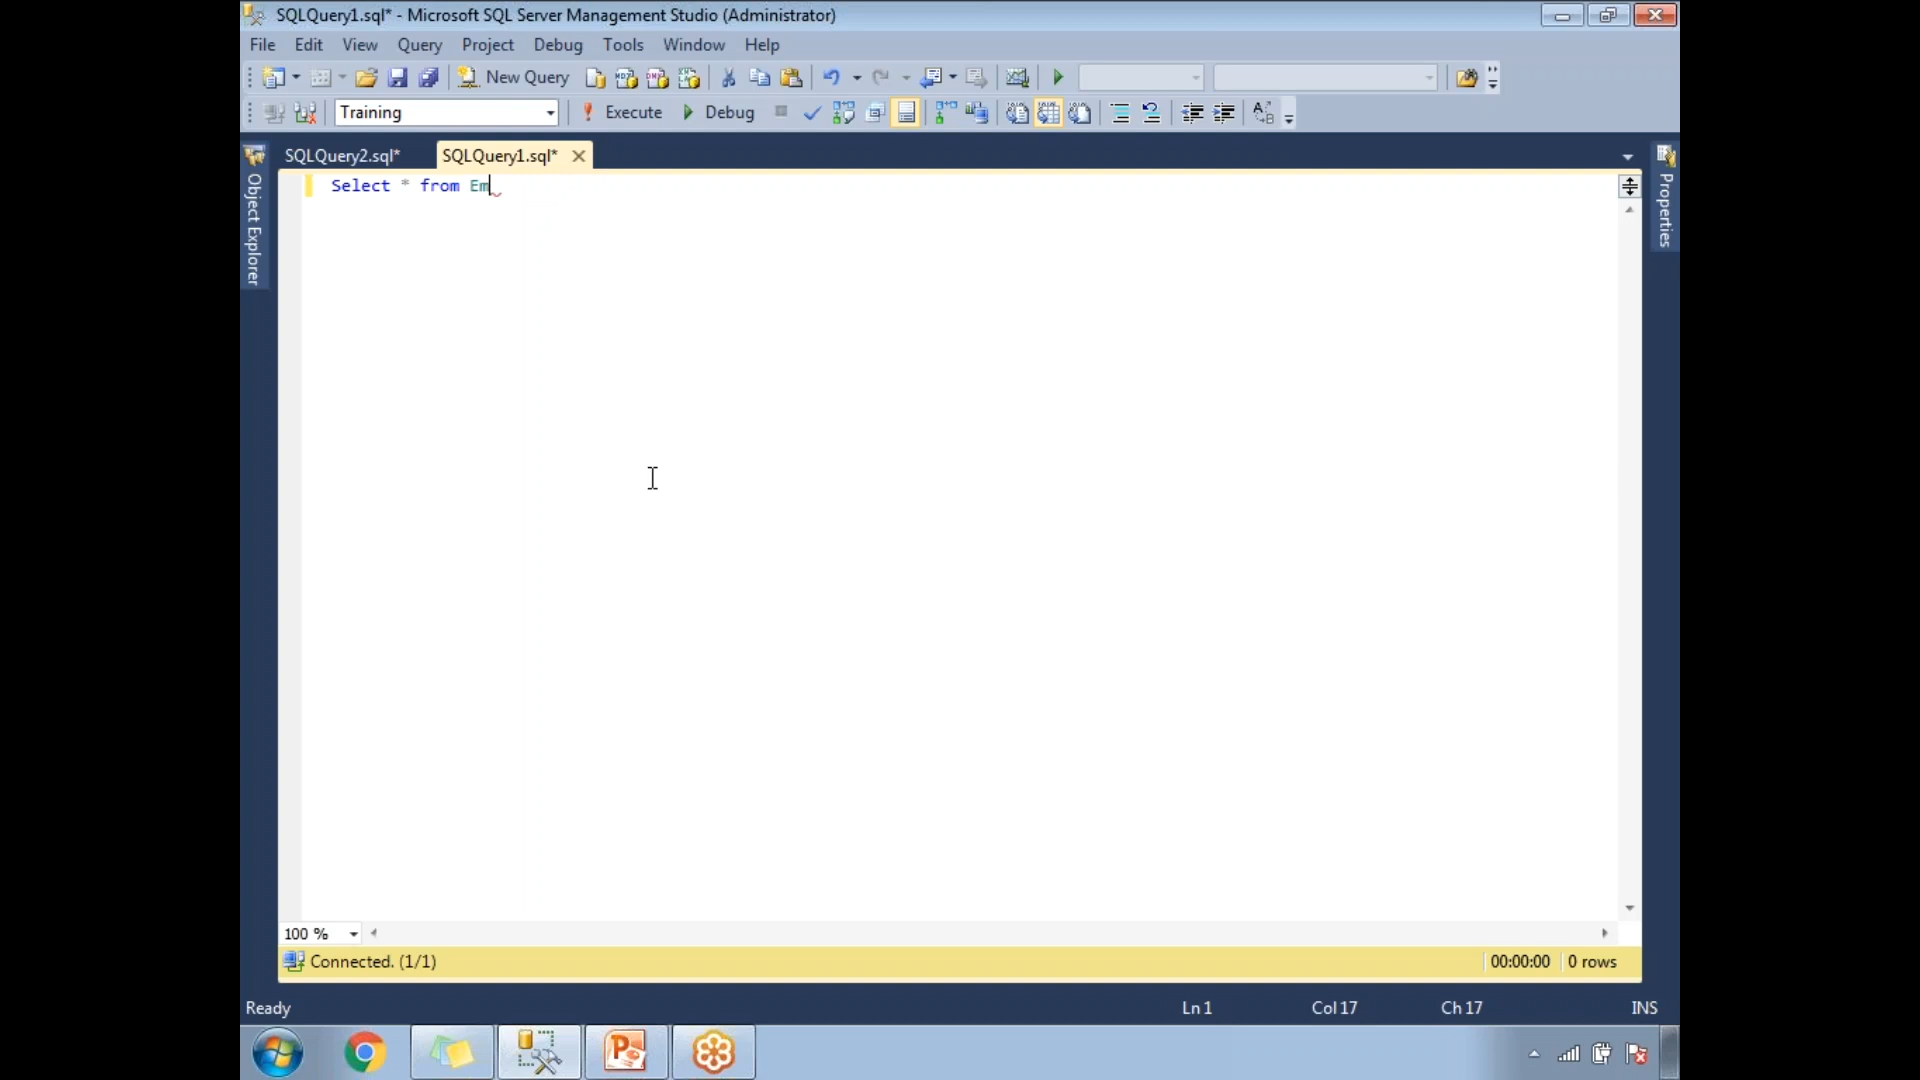 SQLQuery1.sql* - Microsoft SQL Server Management Studio (Administrator)
File Edit View Query Project Debug Tools Window Help
New Query
Training Execute Debug
SQLQuery2.sql* SQLQuery1.sql*
Object Explorer
Properties
Select * from Em
100 %
Connected. (1/1) 00:00:00 0 rows
Ready Ln 1 Col 17 Ch 17 INS